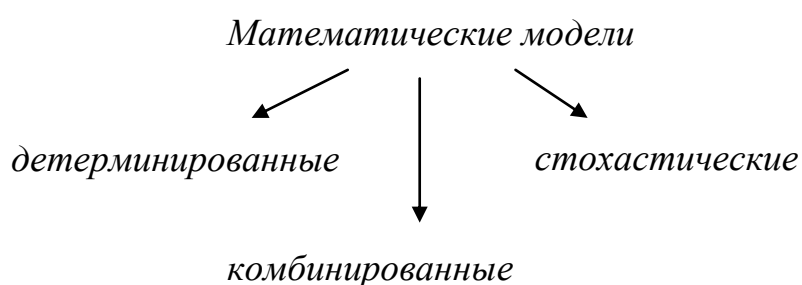 Математические модели
детерминированные
стохастические
комбинированные